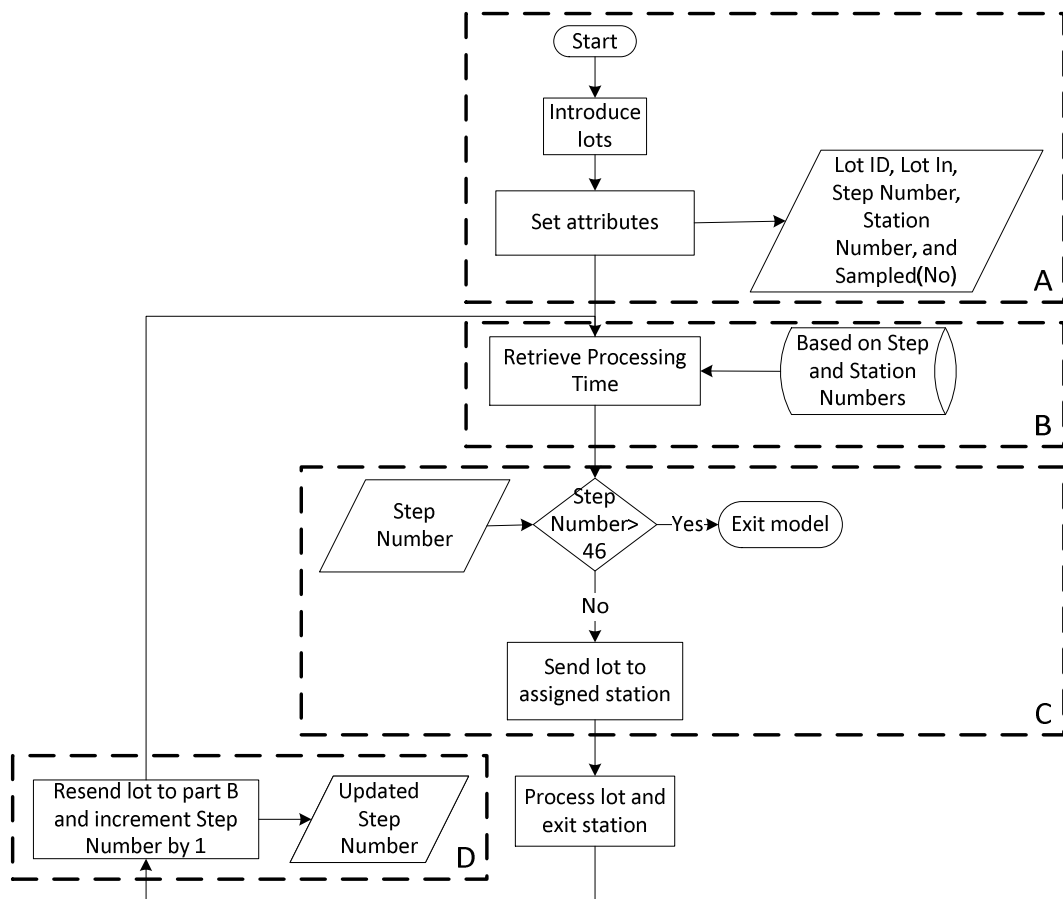 Start
Introduce
lots
Set attributes
Lot ID, Lot In,
Step Number,
Station
Number, and
Sampled(No)
A
Retrieve Processing
Time
Based on Step
and Station
Numbers
B
Step
Number
Step
Number>
46
Yes
Exit model
No
Send lot to
assigned station
C
Resend lot to part B
and increment Step
Number by 1
Updated
Step
Number
D
Process lot and
exit station